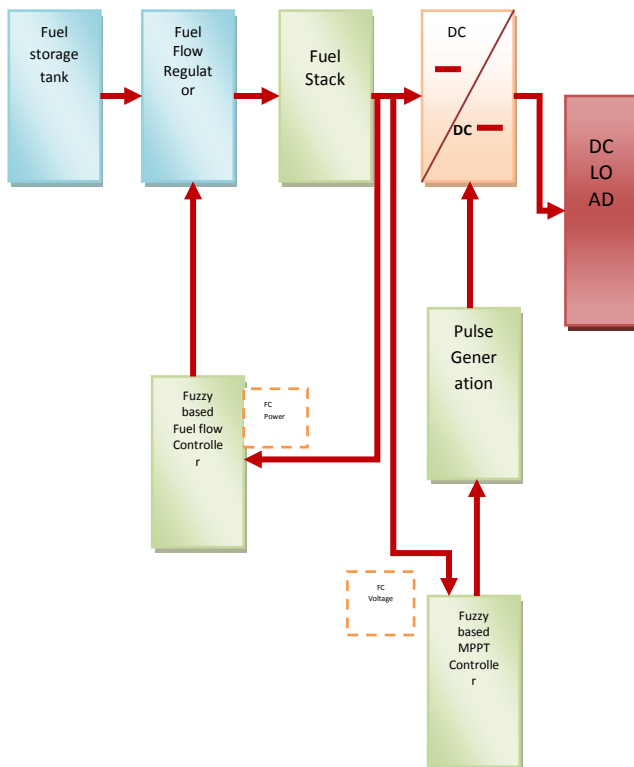 Fuel
storage
tank
Fuel
Flow
Regulat
or
Fuel
Stack
DC
DC
DC
LO
AD
Pulse
Gener
ation
Fuzzy
based
Fuel flow
Controlle
r
FC
Power
FC
Voltage
Fuzzy
based
MPPT
Controlle
r